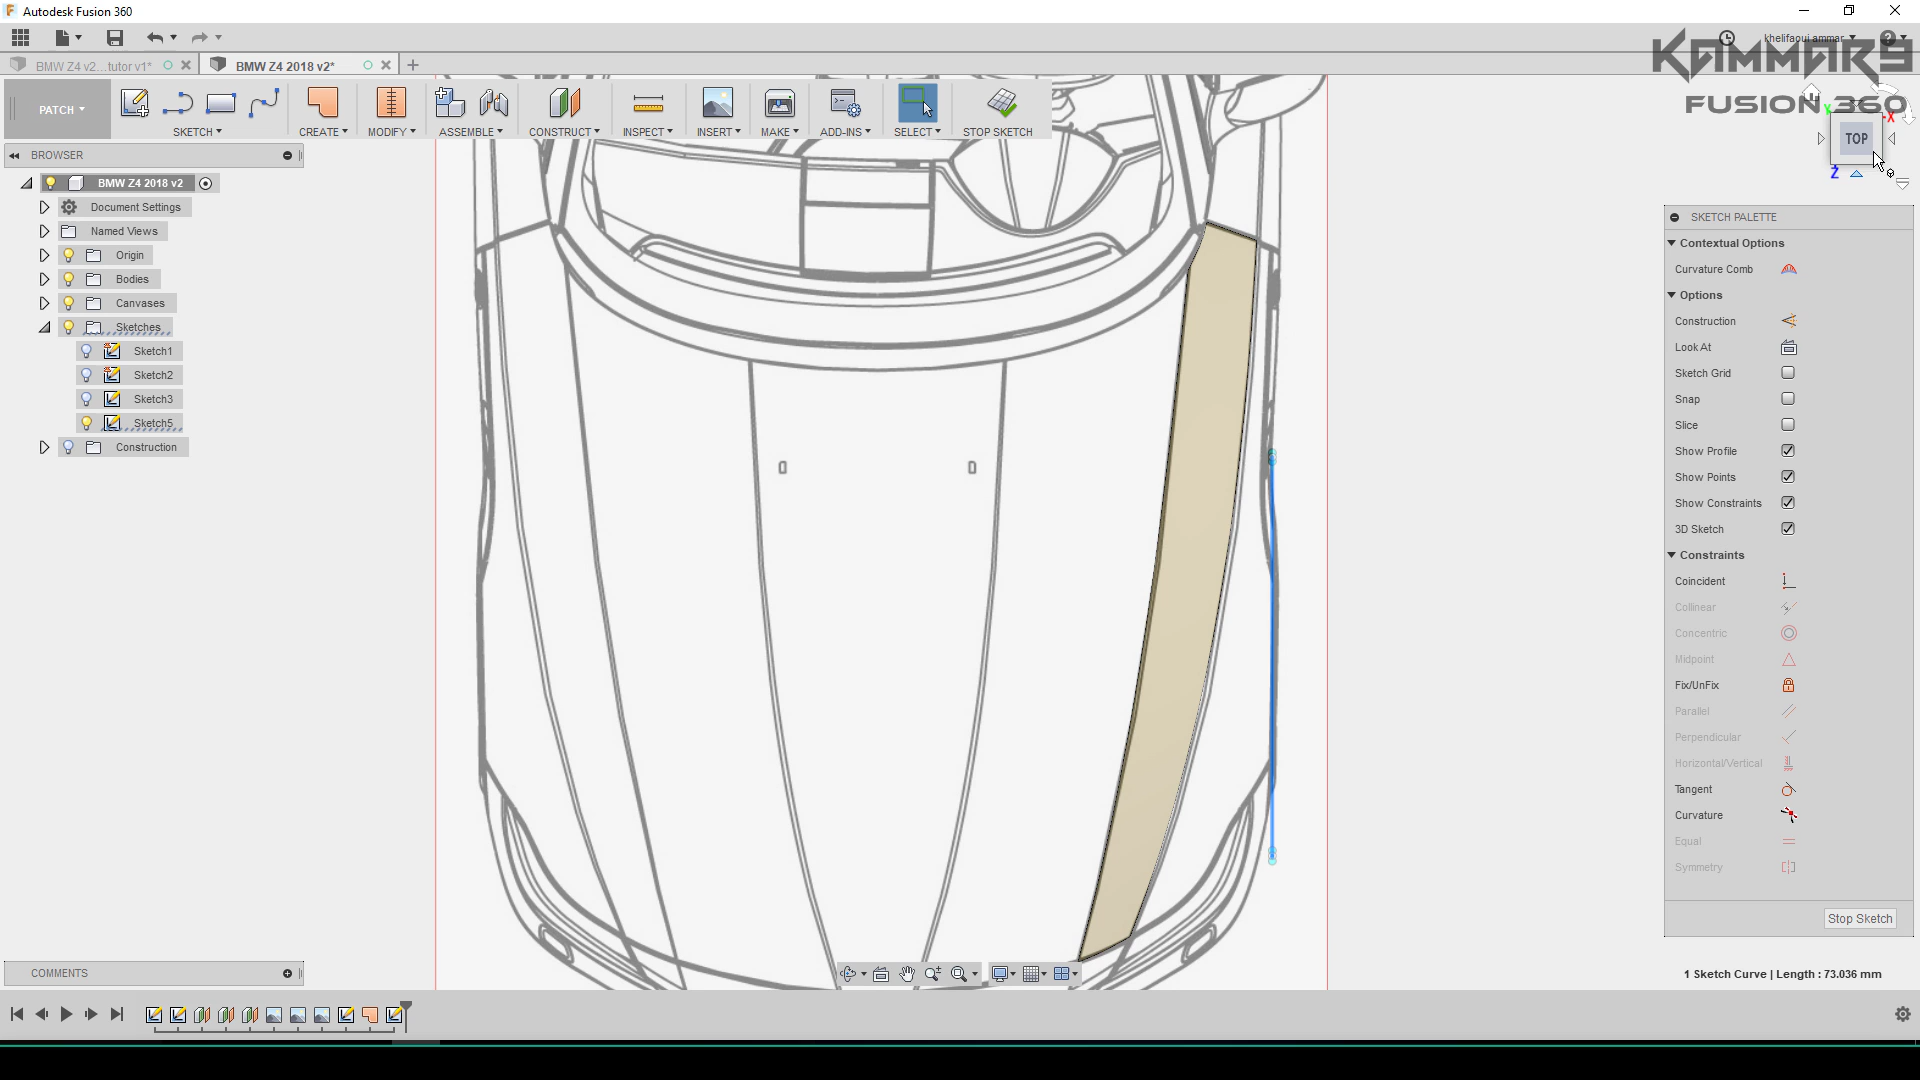 Autodesk Fusion 360
khelifaoui ammar
KAMMAR9
FUSION 360
BMW Z4 v2...tutor v1*
BMW Z4 2018 v2*
PATCH
SKETCH
CREATE
MODIFY
ASSEMBLE
CONSTRUCT
INSPECT
INSERT
MAKE
ADD-INS
SELECT
STOP SKETCH
Y
X
TOP
Z
BROWSER
BMW Z4 2018 v2
Document Settings
Named Views
Origin
Bodies
Canvases
Sketches
Sketch1
Sketch2
Sketch3
Sketch5
Construction
SKETCH PALETTE
Contextual Options
Curvature Comb
Options
Construction
Look At
Sketch Grid
Snap
Slice
Show Profile
Show Points
Show Constraints
3D Sketch
Constraints
Coincident
Collinear
Concentric
Midpoint
Fix/UnFix
Parallel
Perpendicular
Horizontal/Vertical
Tangent
Curvature
Equal
Symmetry
Stop Sketch
COMMENTS
1 Sketch Curve | Length : 73.036 mm